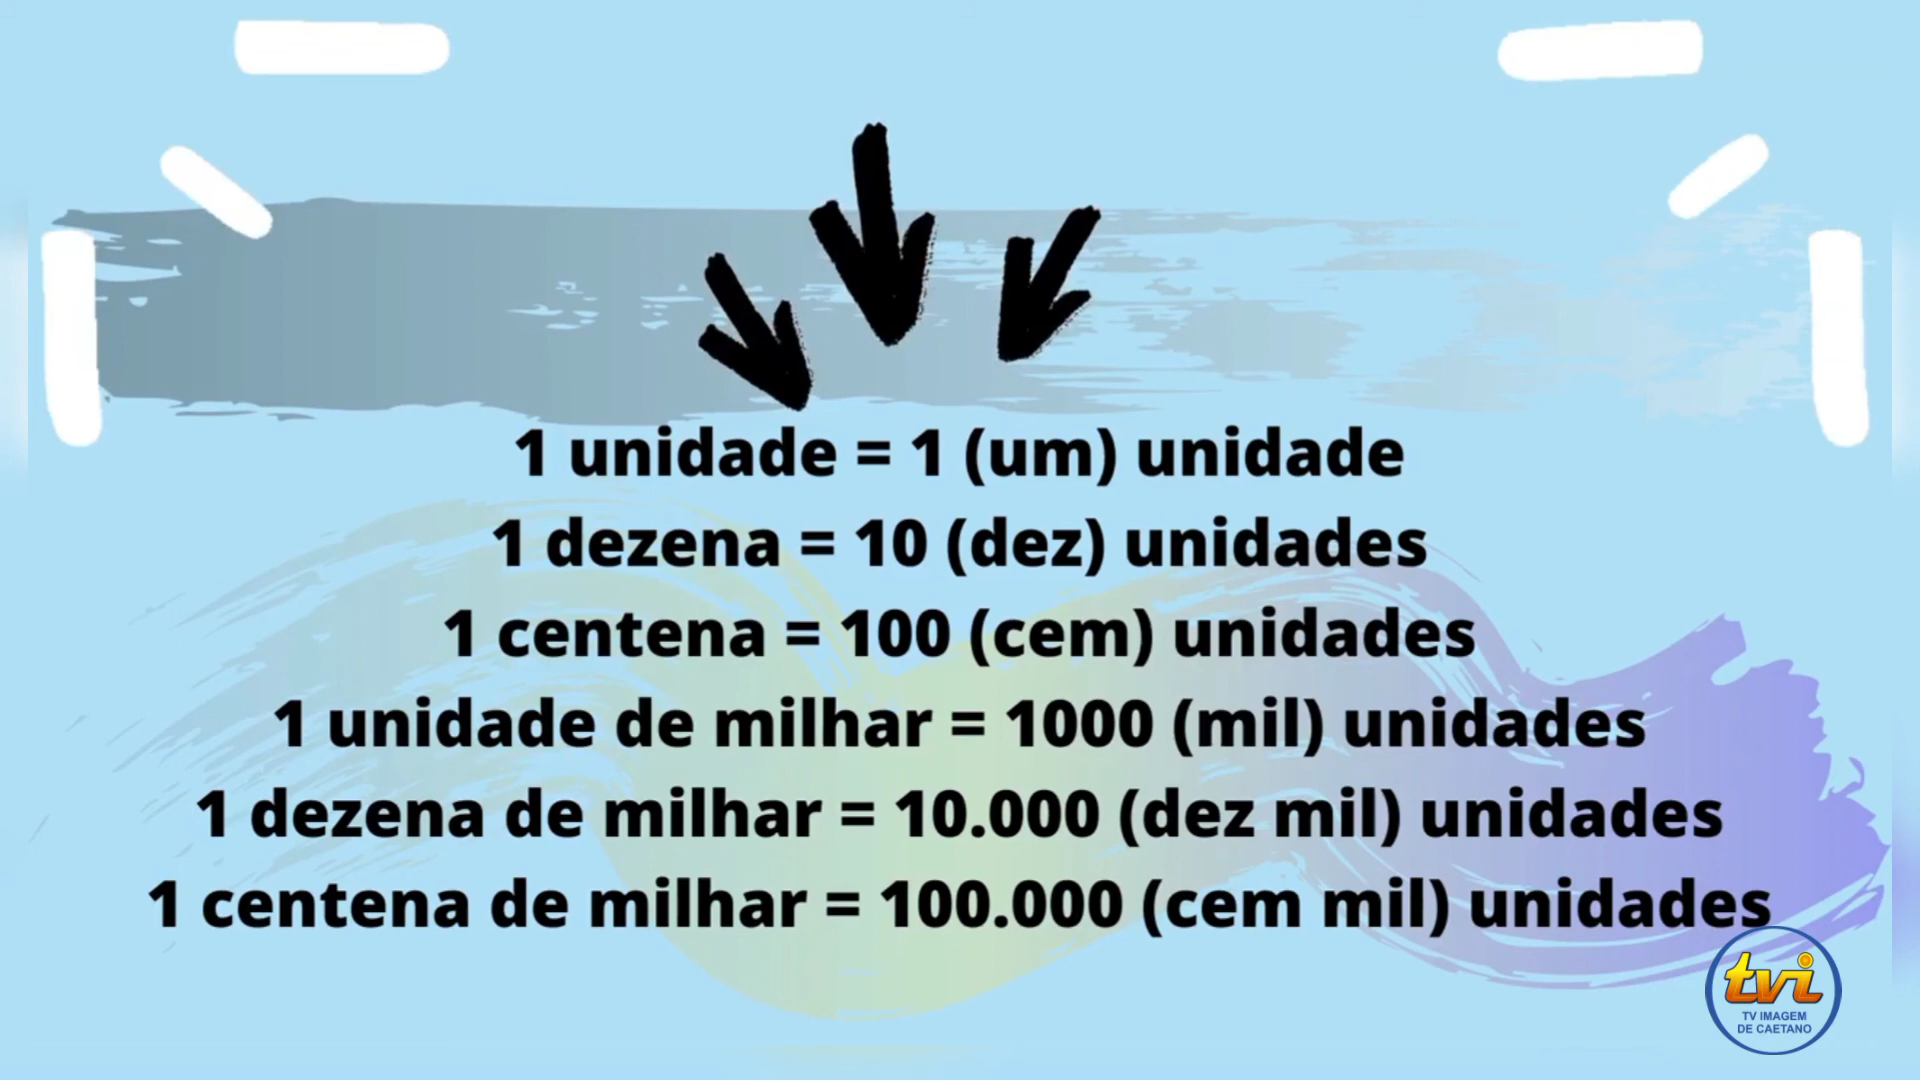 1 unidade = 1 (um) unidade
1 dezena = 10 (dez) unidades
1 centena = 100 (cem) unidades
1 unidade de milhar = 1000 (mil) unidades
1 dezena de milhar = 10.000 (dez mil) unidades
1 centena de milhar = 100.000 (cem mil) unidades
tvi
TV IMAGEM
DE CAETANO